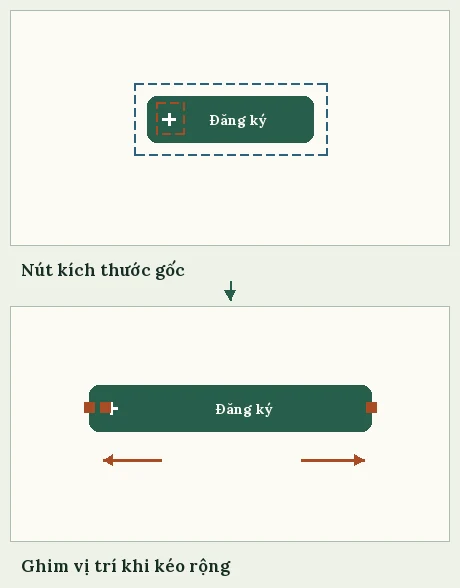 Đăng ký
Nút kích thước gốc
Đăng ký
Ghim vị trí khi kéo rộng